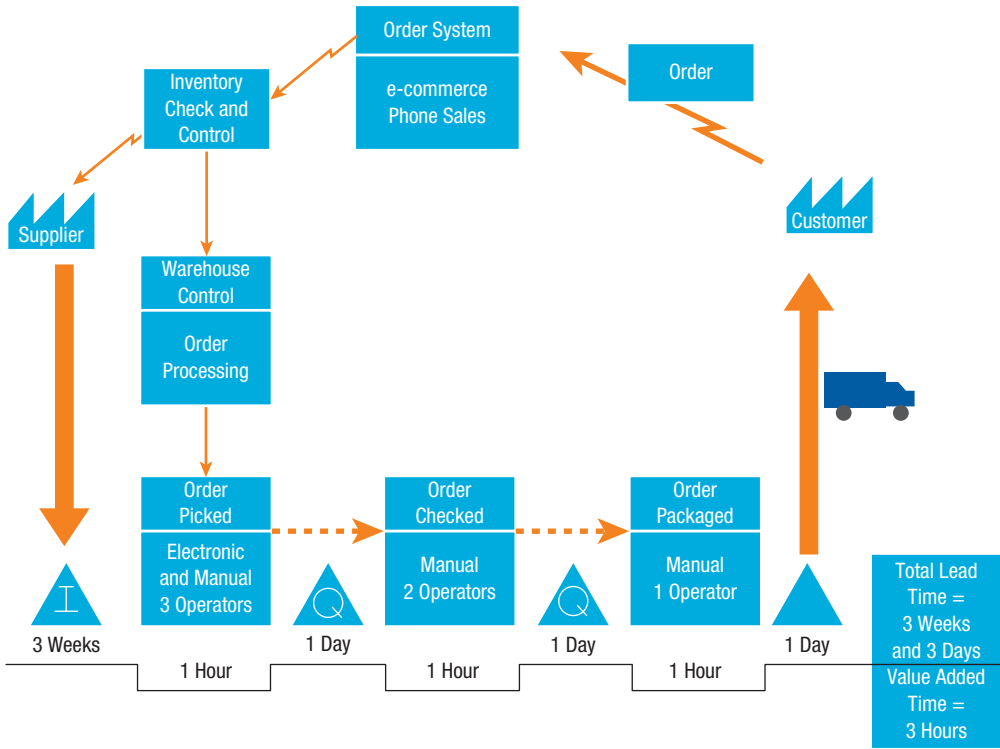 Order System
e-commerce
Phone Sales
Order
Inventory
Check and
Control
Supplier
Customer
Warehouse
Control
Order
Processing
Order
Picked
Electronic
and Manual
3 Operators
Order
Checked
Manual
2 Operators
Order
Packaged
Manual
1 Operator
I
Q
Q
3 Weeks
1 Hour
1 Day
1 Hour
1 Day
1 Hour
1 Day
Total Lead
Time =
3 Weeks
and 3 Days
Value Added
Time =
3 Hours